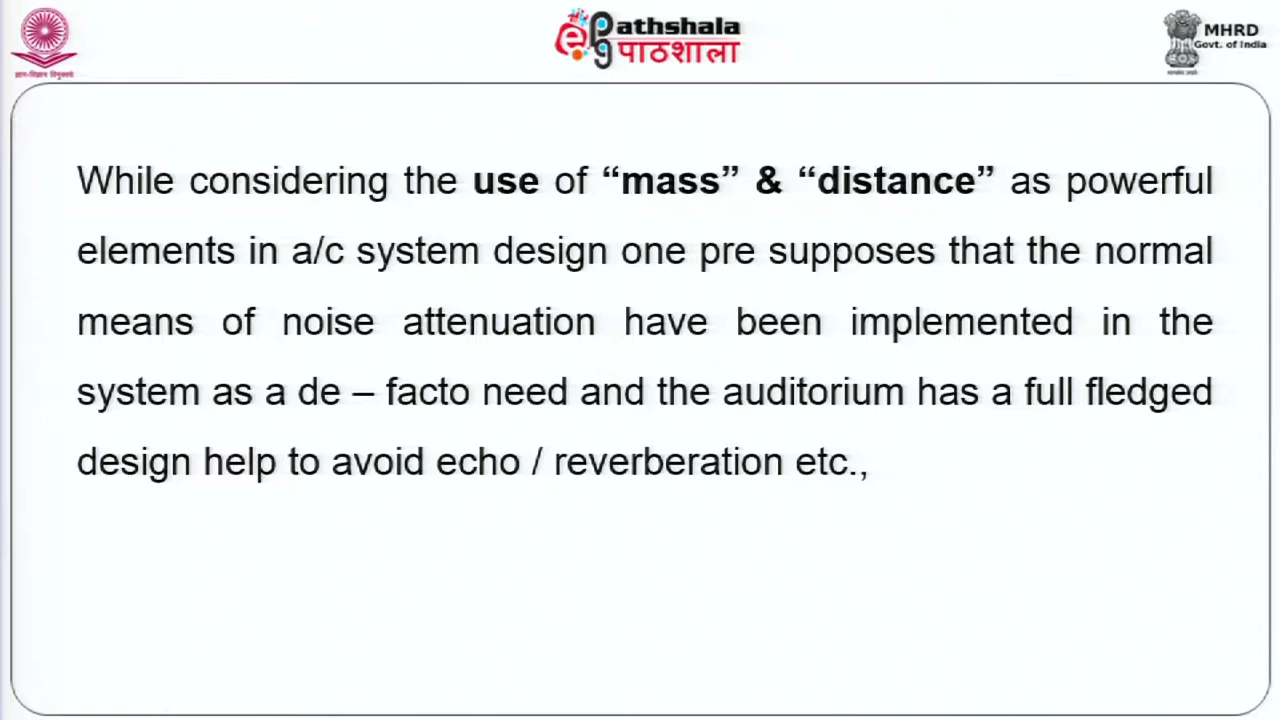 ज्ञान-विज्ञान विमुक्तये
ePathshala
पाठशाला
MHRD
Govt. of India
While considering the use of “mass” & “distance” as powerful
elements in a/c system design one pre supposes that the normal
means of noise attenuation have been implemented in the
system as a de – facto need and the auditorium has a full fledged
design help to avoid echo / reverberation etc.,